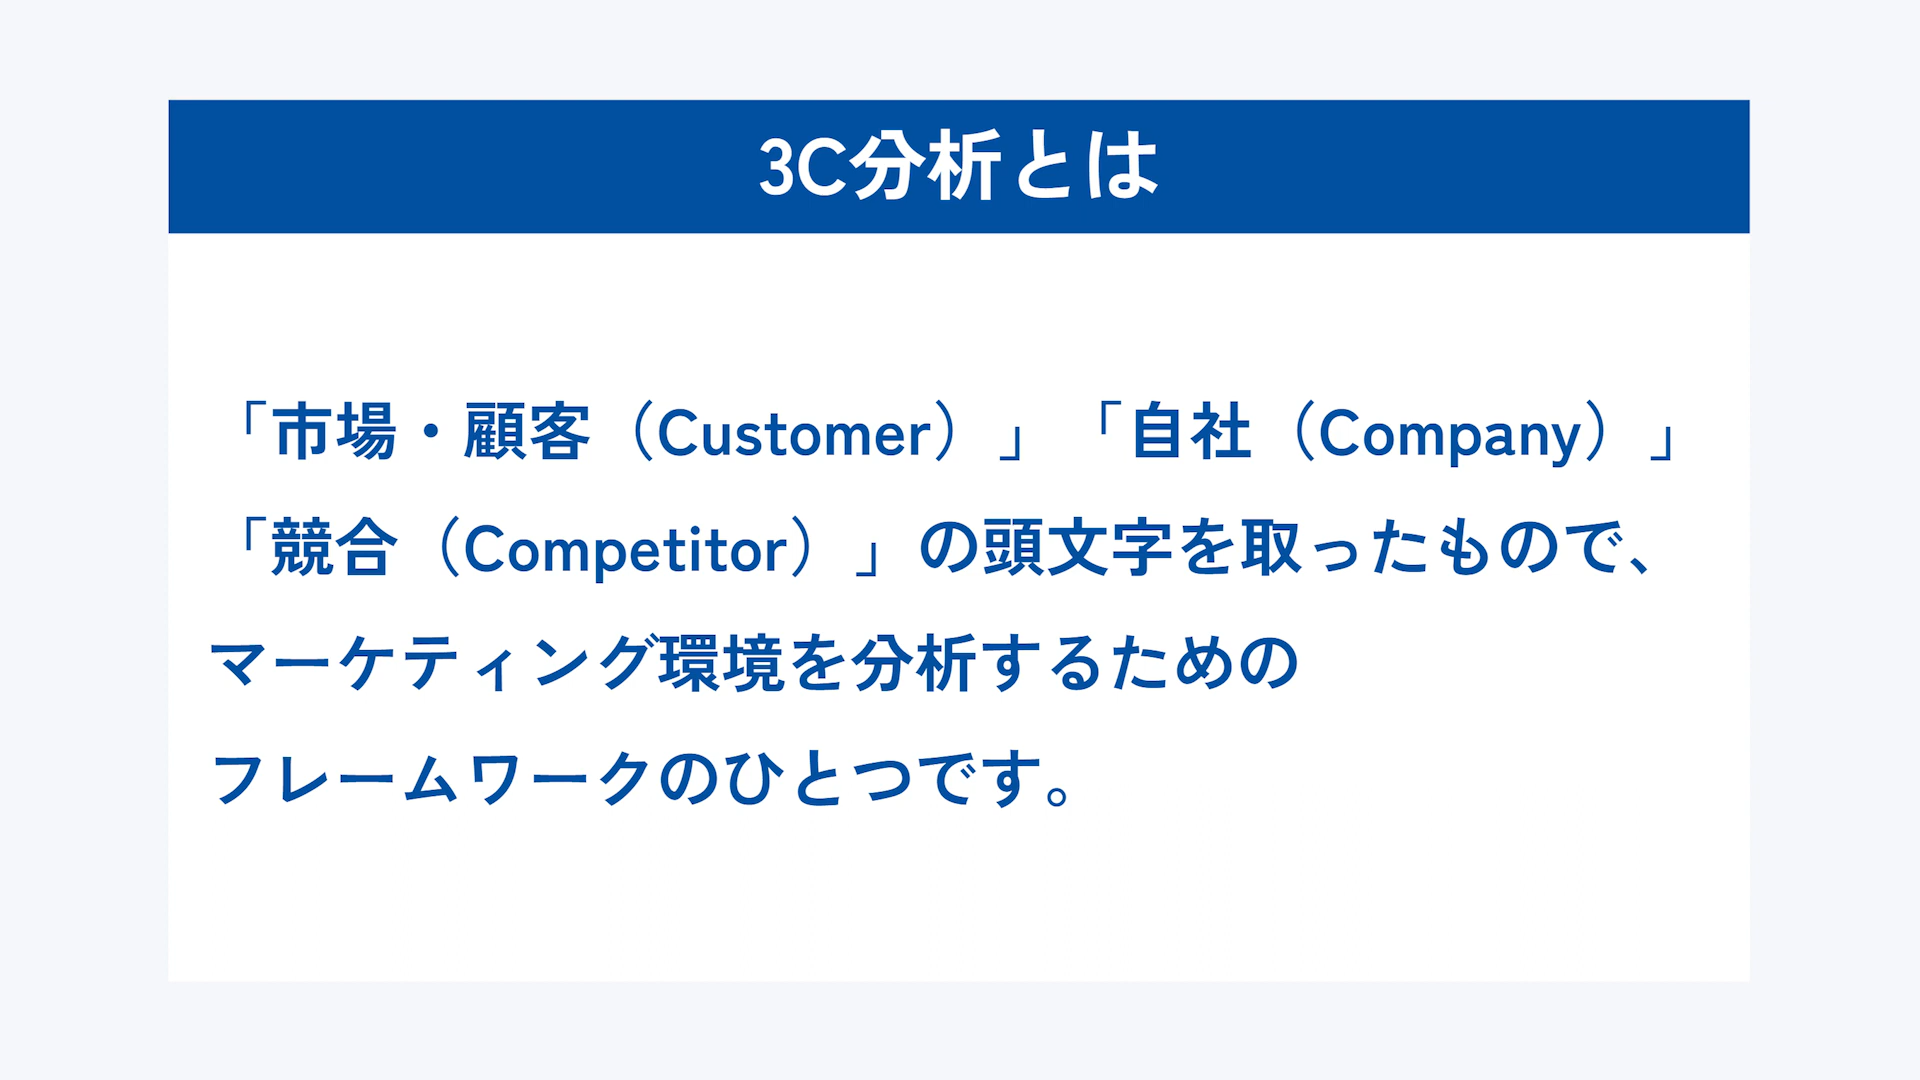 3C分析とは
「市場・顧客（Customer）」「自社（Company）」
「競合（Competitor）」の頭文字を取ったもので、
マーケティング環境を分析するための
フレームワークのひとつです。